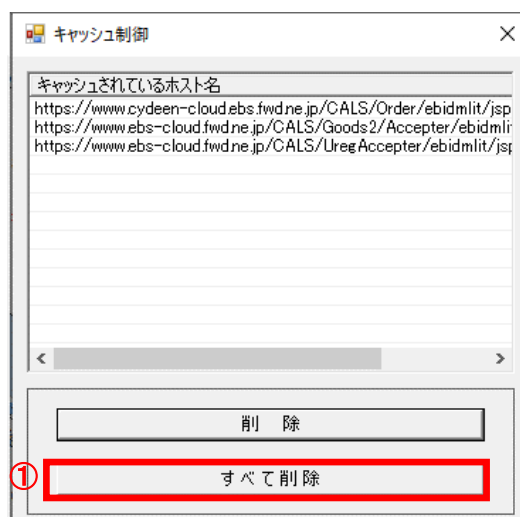 キャッシュ制御
キャッシュされているホスト名
https://www.cydeen-cloud.ebs.fwd.ne.jp/CALS/Order/ebidmlit/jsp
https://www.ebs-cloud.fwd.ne.jp/CALS/Goods2/Accepter/ebidmli
https://www.ebs-cloud.fwd.ne.jp/CALS/UregAccepter/ebidmlit/jsp
削 除
① すべて削除